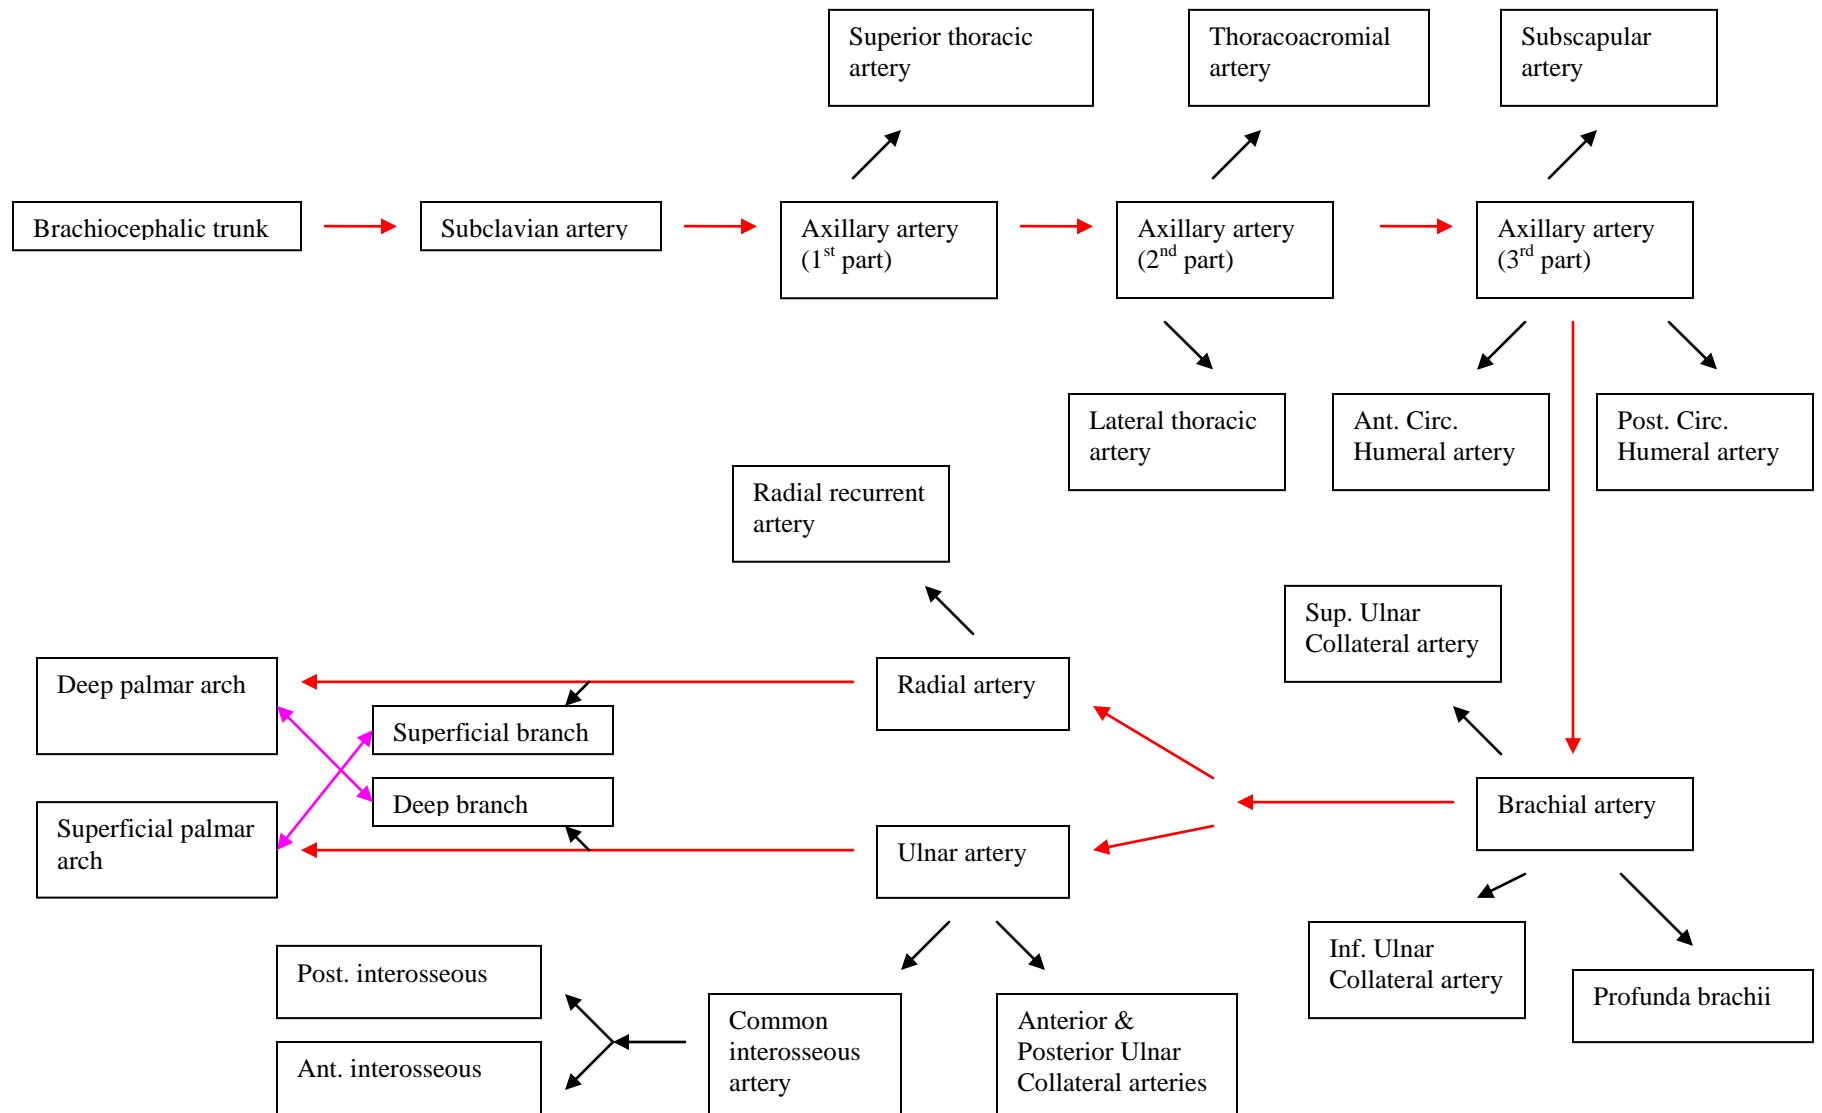 Superior thoracic
artery
Thoracoacromial
artery
Subscapular
artery
Brachiocephalic trunk
Subclavian artery
Axillary artery
(1st part)
Axillary artery
(2nd part)
Axillary artery
(3rd part)
Lateral thoracic
artery
Ant. Circ.
Humeral artery
Post. Circ.
Humeral artery
Radial recurrent
artery
Sup. Ulnar
Collateral artery
Deep palmar arch
Superficial branch
Radial artery
Deep branch
Brachial artery
Superficial palmar
arch
Ulnar artery
Post. interosseous
Inf. Ulnar
Collateral artery
Profunda brachii
Ant. interosseous
Common
interosseous
artery
Anterior &
Posterior Ulnar
Collateral arteries